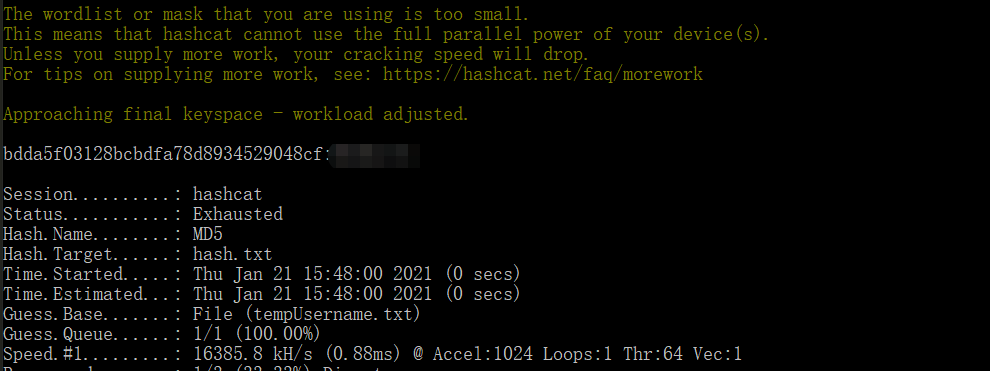 The wordlist or mask that you are using is too small.
This means that hashcat cannot use the full parallel power of your device(s).
Unless you supply more work, your cracking speed will drop.
For tips on supplying more work, see: https://hashcat.net/faq/morework
Approaching final keyspace - workload adjusted.
bdda5f03128bcbdfa78d8934529048cf:
Session..........: hashcat
Status...........: Exhausted
Hash.Name........: MD5
Hash.Target......: hash.txt
Time.Started.....: Thu Jan 21 15:48:00 2021 (0 secs)
Time.Estimated...: Thu Jan 21 15:48:00 2021 (0 secs)
Guess.Base.......: File (tempUsername.txt)
Guess.Queue......: 1/1 (100.00%)
Speed.#1.........: 16385.8 kH/s (0.88ms) @ Accel:1024 Loops:1 Thr:64 Vec:1